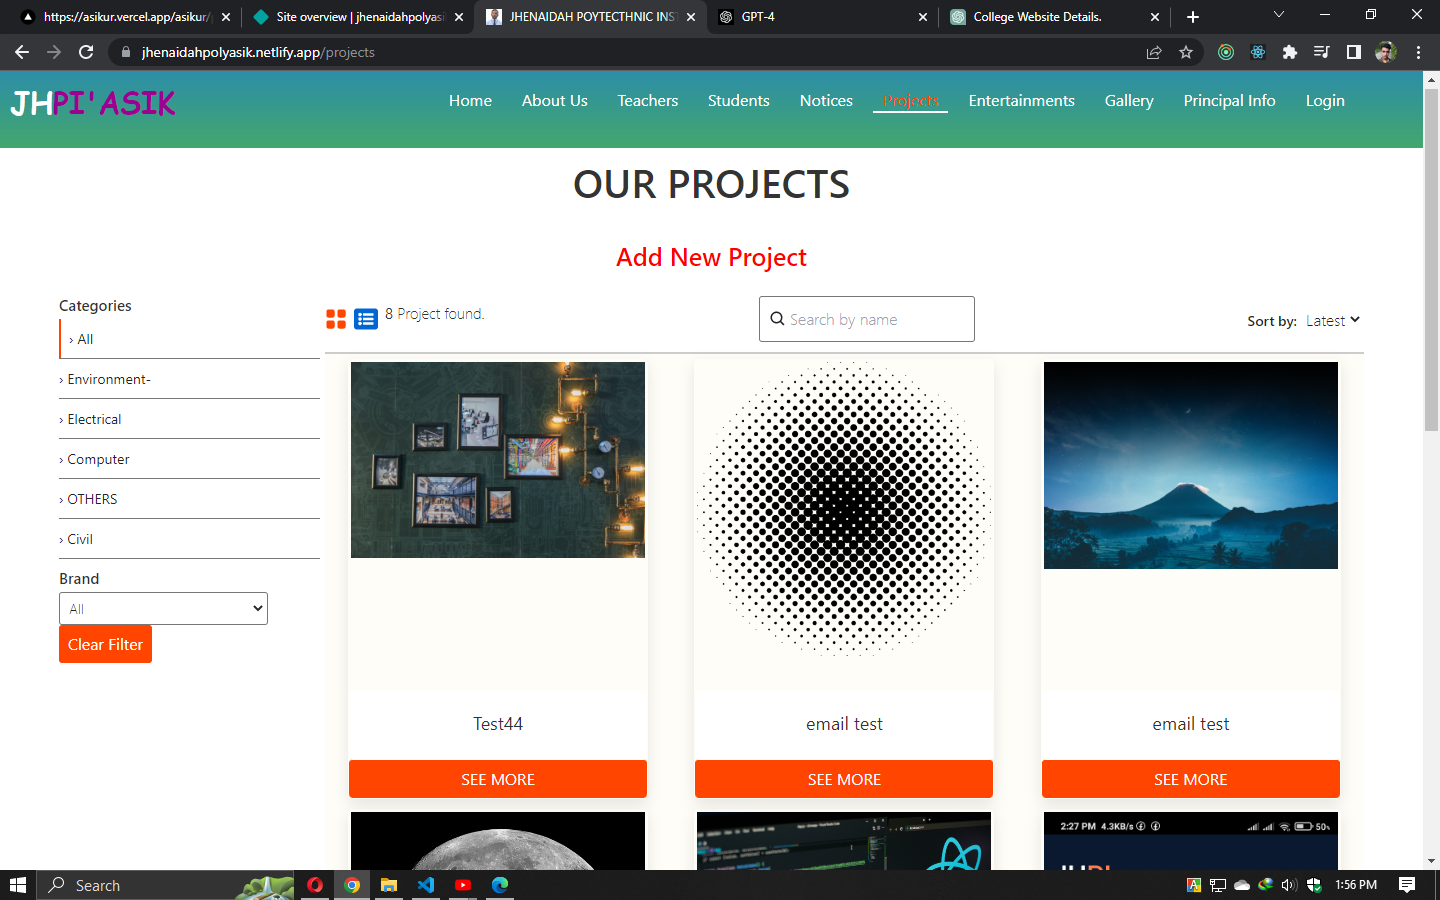 https://asikur.vercel.app/asikur/
Site overview | jhenaidahpolyasi
JHENAIDAH POYTECTHNIC INST
GPT-4
College Website Details.
jhenaidahpolyasik.netlify.app/projects
JHPI'ASIK
Home About Us Teachers Students Notices Projects Entertainments Gallery Principal Info Login
OUR PROJECTS
Add New Project
Categories
› All
› Environment-
› Electrical
› Computer
› OTHERS
› Civil
Brand
All
Clear Filter
8 Project found.
Search by name
Sort by: Latest
Test44
email test
email test
SEE MORE
SEE MORE
SEE MORE
2:27 PM 4.3KB/s 50%
Search
1:56 PM